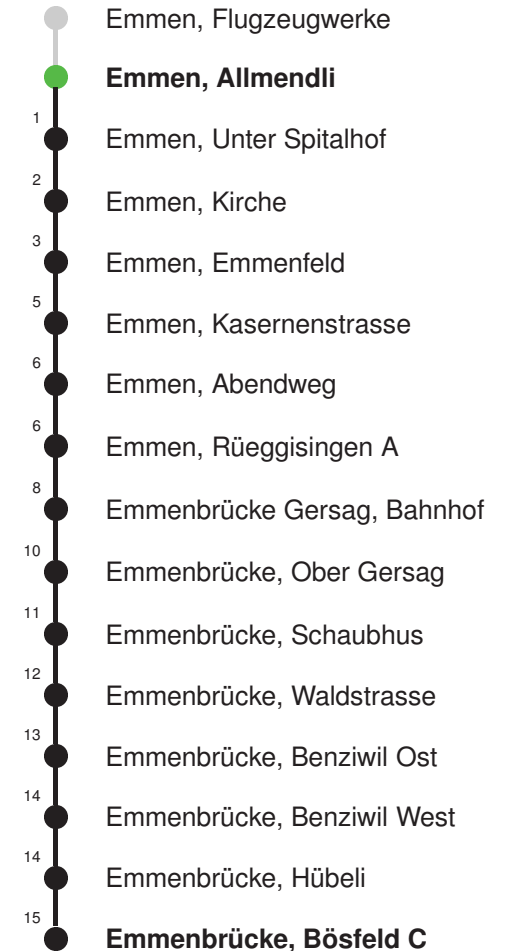 Emmen, Flugzeugwerke
Emmen, Allmendli
1 Emmen, Unter Spitalhof
2 Emmen, Kirche
3 Emmen, Emmenfeld
5 Emmen, Kasernenstrasse
6 Emmen, Abendweg
6 Emmen, Rüeggisingen A
8 Emmenbrücke Gersag, Bahnhof
10 Emmenbrücke, Ober Gersag
11 Emmenbrücke, Schaubhus
12 Emmenbrücke, Waldstrasse
13 Emmenbrücke, Benziwil Ost
14 Emmenbrücke, Benziwil West
14 Emmenbrücke, Hübeli
15 Emmenbrücke, Bösfeld C